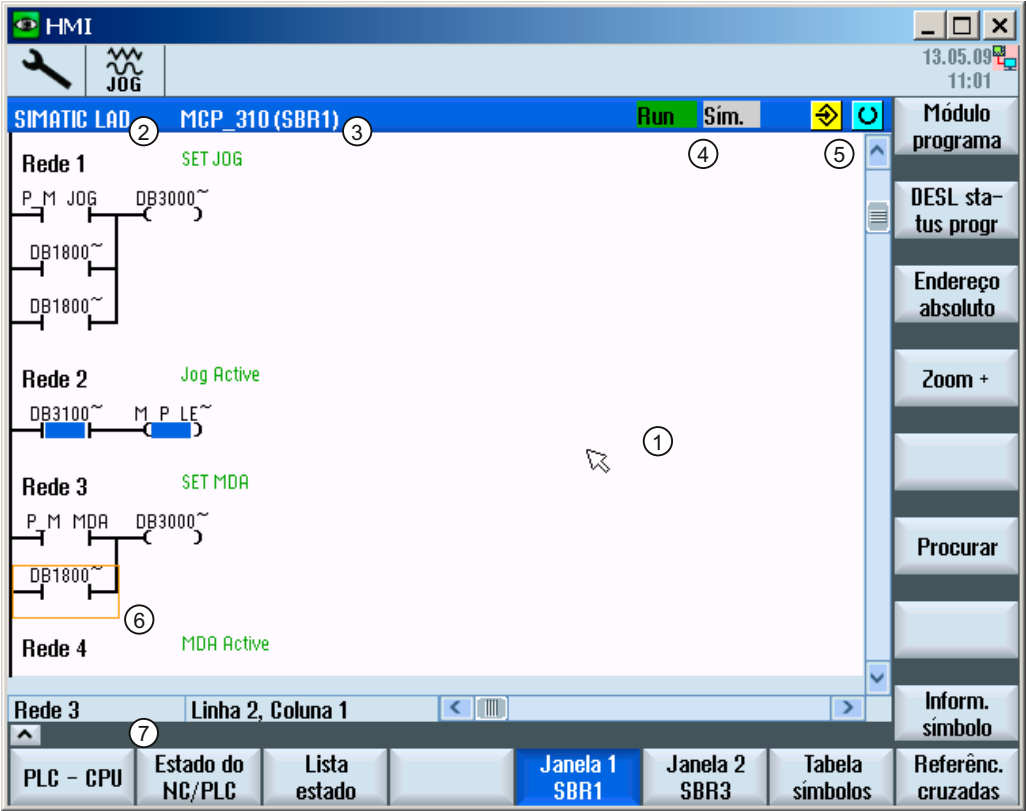 HMI
JOG
13.05.09
11:01
SIMATIC LAD
2
MCP_310 (SBR1)
3
Run
Sím.
4
5
Módulo
programa
Rede 1
SET JOG
P_M JOG
DB3000~
DB1800~
DB1800~
DESL sta-
tus progr
Endereço
absoluto
Rede 2
Jog Active
DB3100~
M_P_LE~
Zoom +
1
Rede 3
SET MDA
P_M MDA
DB3000~
DB1800~
6
Procurar
Rede 4
MDA Active
Rede 3
Linha 2, Coluna 1
7
Inform.
símbolo
PLC - CPU
Estado do
NC/PLC
Lista
estado
Janela 1
SBR1
Janela 2
SBR3
Tabela
símbolos
Referênc.
cruzadas